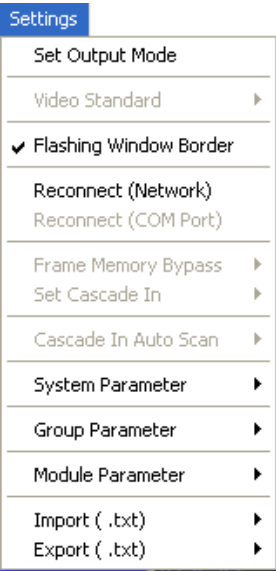 Settings
Set Output Mode
Video Standard
Flashing Window Border
Reconnect (Network)
Reconnect (COM Port)
Frame Memory Bypass
Set Cascade In
Cascade In Auto Scan
System Parameter
Group Parameter
Module Parameter
Import ( .txt)
Export ( .txt)